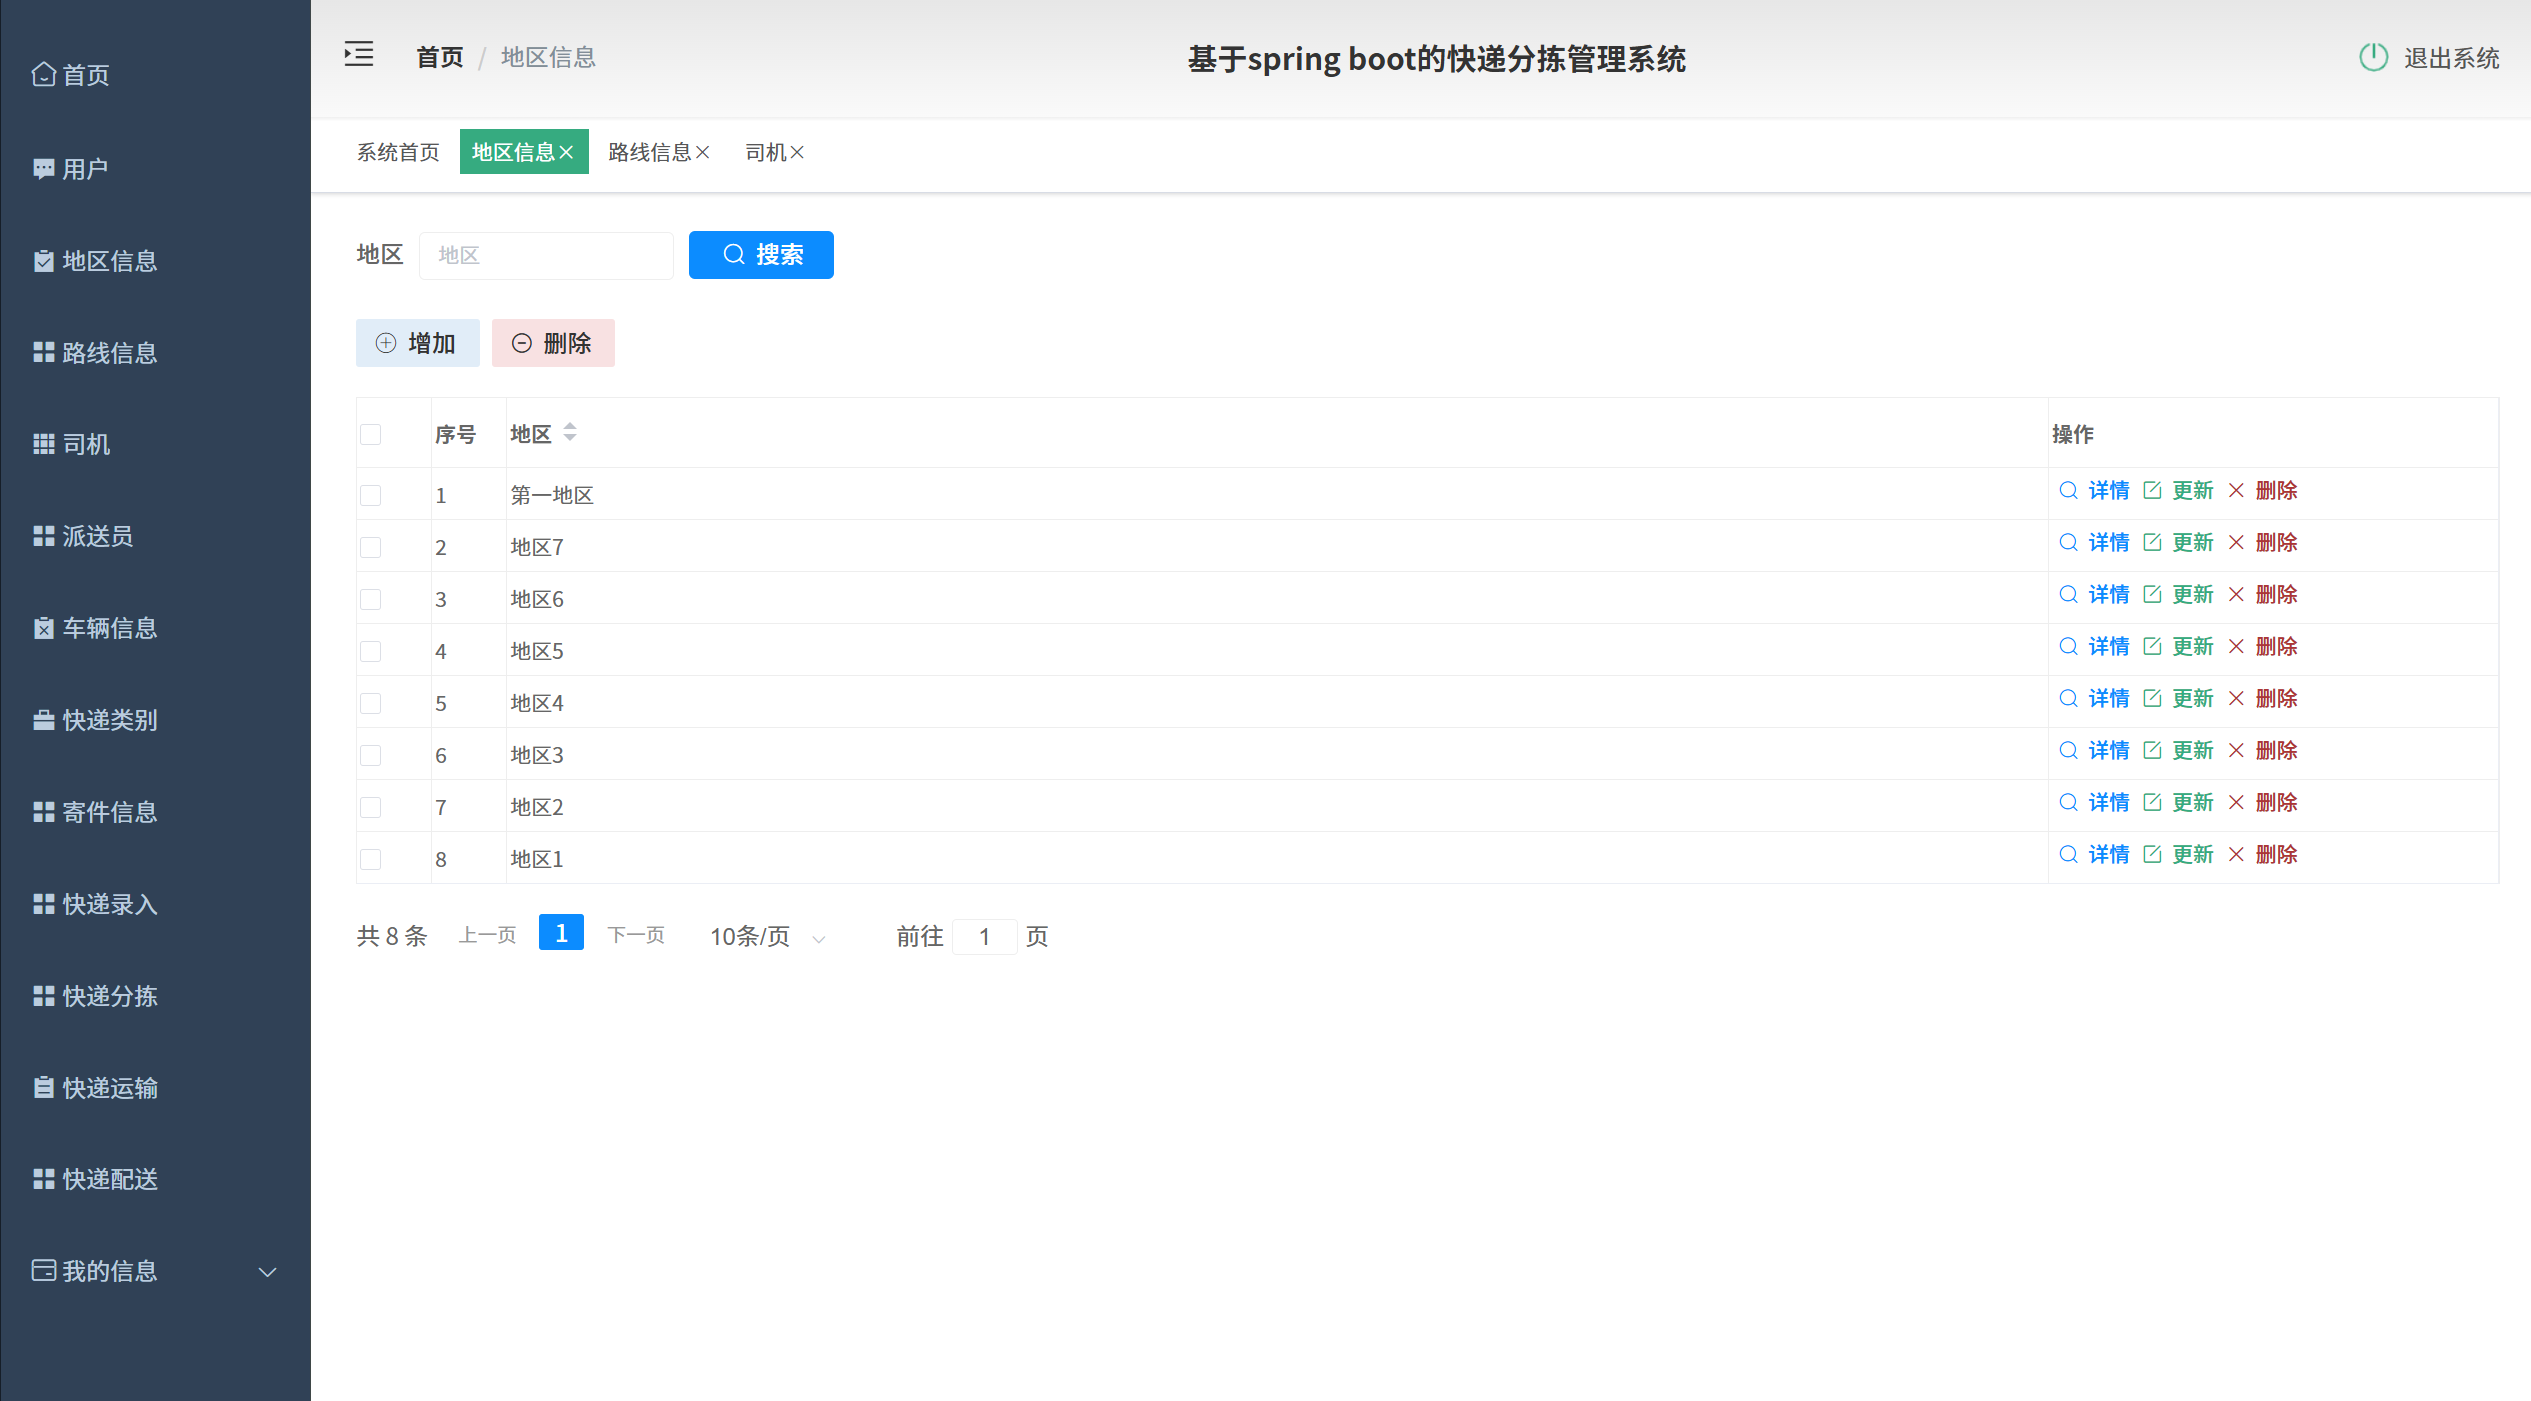 首页
用户
地区信息
路线信息
司机
派送员
车辆信息
快递类别
寄件信息
快递录入
快递分拣
快递运输
快递配送
我的信息
首页 / 地区信息
基于spring boot的快递分拣管理系统
退出系统
系统首页 地区信息 路线信息 司机
地区 地区 搜索
增加 删除
序号 地区 操作
1 第一地区 详情 更新 删除
2 地区7 详情 更新 删除
3 地区6 详情 更新 删除
4 地区5 详情 更新 删除
5 地区4 详情 更新 删除
6 地区3 详情 更新 删除
7 地区2 详情 更新 删除
8 地区1 详情 更新 删除
共 8 条 上一页 1 下一页 10条/页 前往 1 页